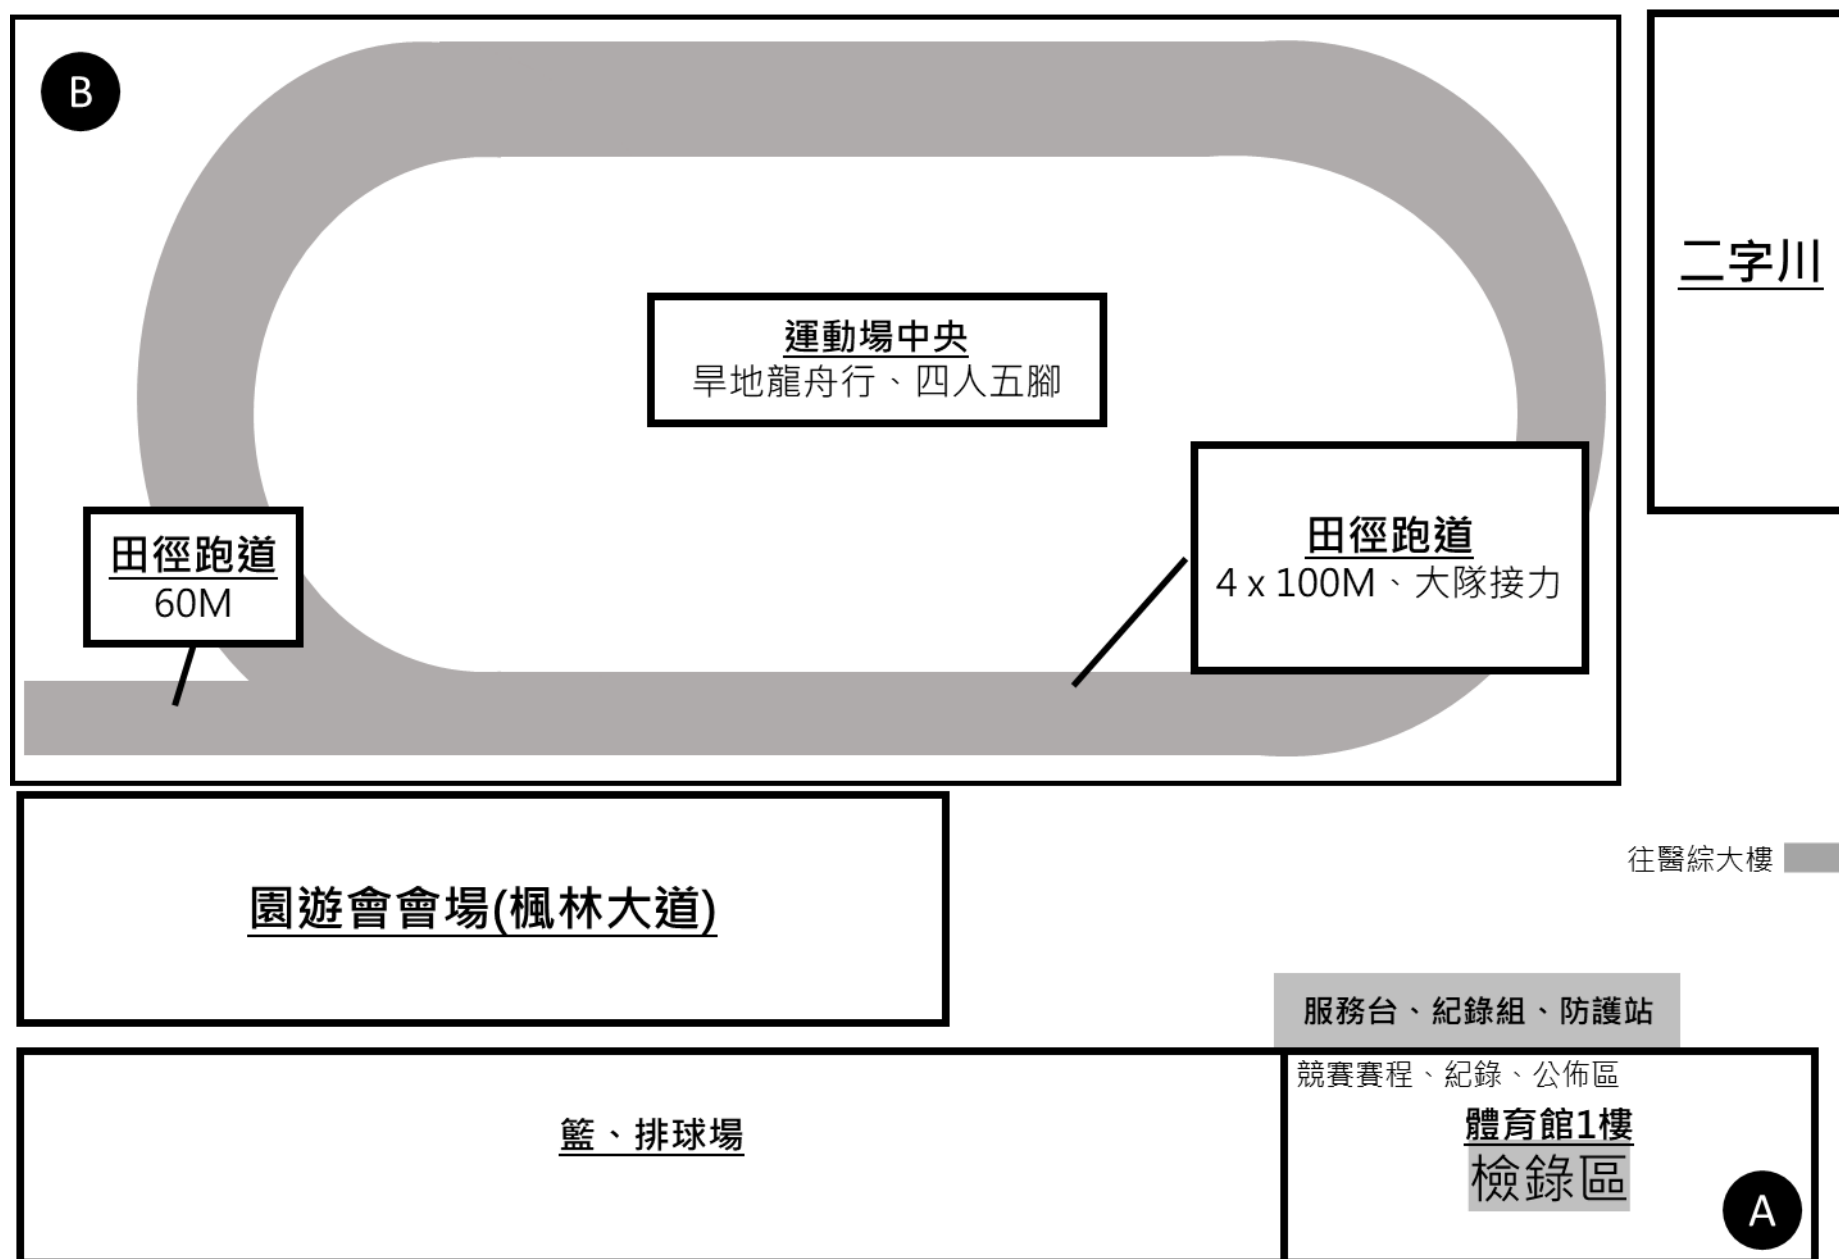 B
二字川
運動場中央
旱地龍舟行、四人五腳
田徑跑道
60M
田徑跑道
4 x 100M、大隊接力
園遊會會場(楓林大道)
往醫綜大樓
服務台、紀錄組、防護站
籃、排球場
競賽賽程、紀錄、公佈區
體育館1樓
檢錄區
A